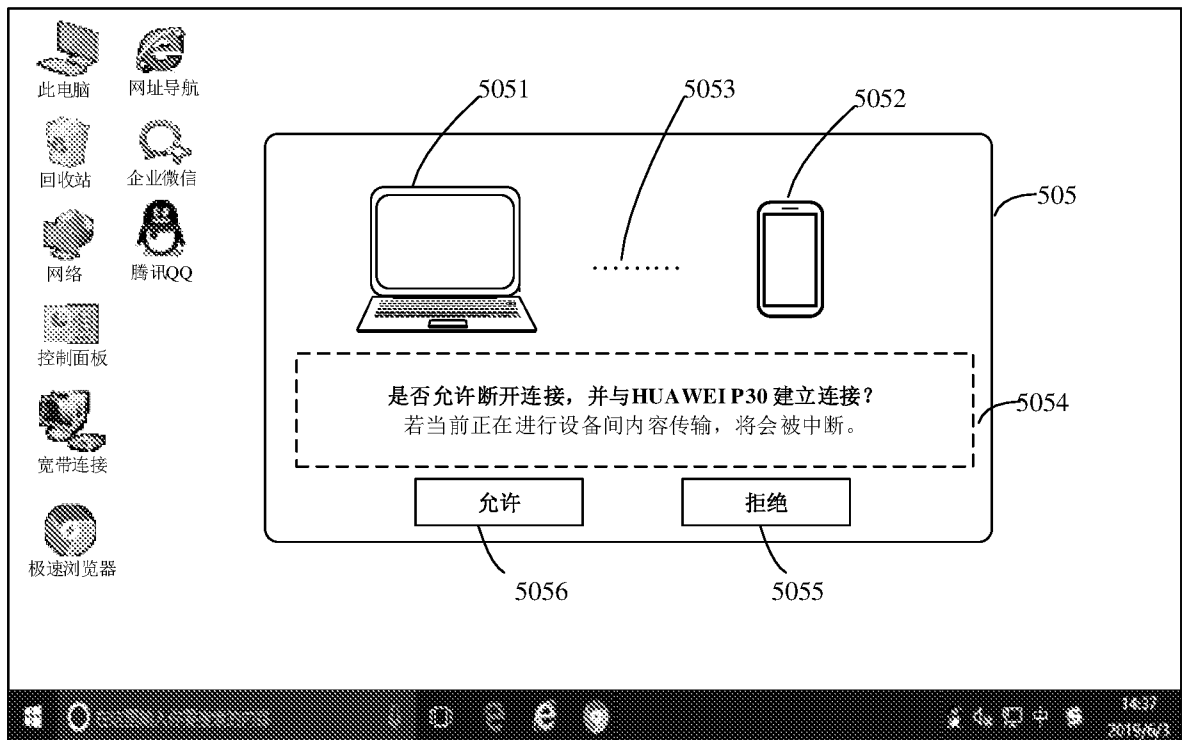 此电脑
网址导航
回收站
企业微信
网络
腾讯QQ
控制面板
宽带连接
极速浏览器
5051
5053
5052
505
是否允许断开连接，并与HUAWEI P30 建立连接？
若当前正在进行设备间内容传输，将会被中断。
5054
允许
拒绝
5056
5055
中
14:37
2019/6/3